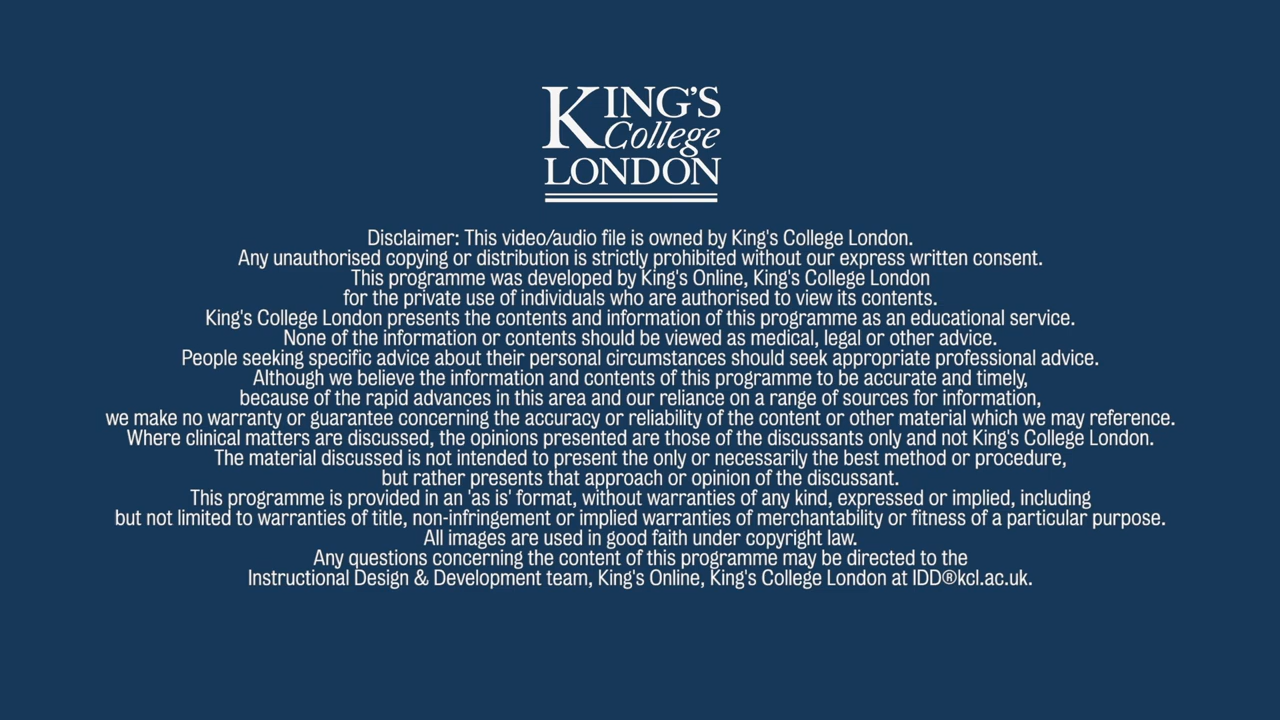 KING'S
College
LONDON
Disclaimer: This video/audio file is owned by King's College London.
Any unauthorised copying or distribution is strictly prohibited without our express written consent.
This programme was developed by King's Online, King's College London
for the private use of individuals who are authorised to view its contents.
King's College London presents the contents and information of this programme as an educational service.
None of the information or contents should be viewed as medical, legal or other advice.
People seeking specific advice about their personal circumstances should seek appropriate professional advice.
Although we believe the information and contents of this programme to be accurate and timely,
because of the rapid advances in this area and our reliance on a range of sources for information,
we make no warranty or guarantee concerning the accuracy or reliability of the content or other material which we may reference.
Where clinical matters are discussed, the opinions presented are those of the discussants only and not King's College London.
The material discussed is not intended to present the only or necessarily the best method or procedure,
but rather presents that approach or opinion of the discussant.
This programme is provided in an 'as is' format, without warranties of any kind, expressed or implied, including
but not limited to warranties of title, non-infringement or implied warranties of merchantability or fitness of a particular purpose.
All images are used in good faith under copyright law.
Any questions concerning the content of this programme may be directed to the
Instructional Design & Development team, King's Online, King's College London at IDD®kcl.ac.uk.